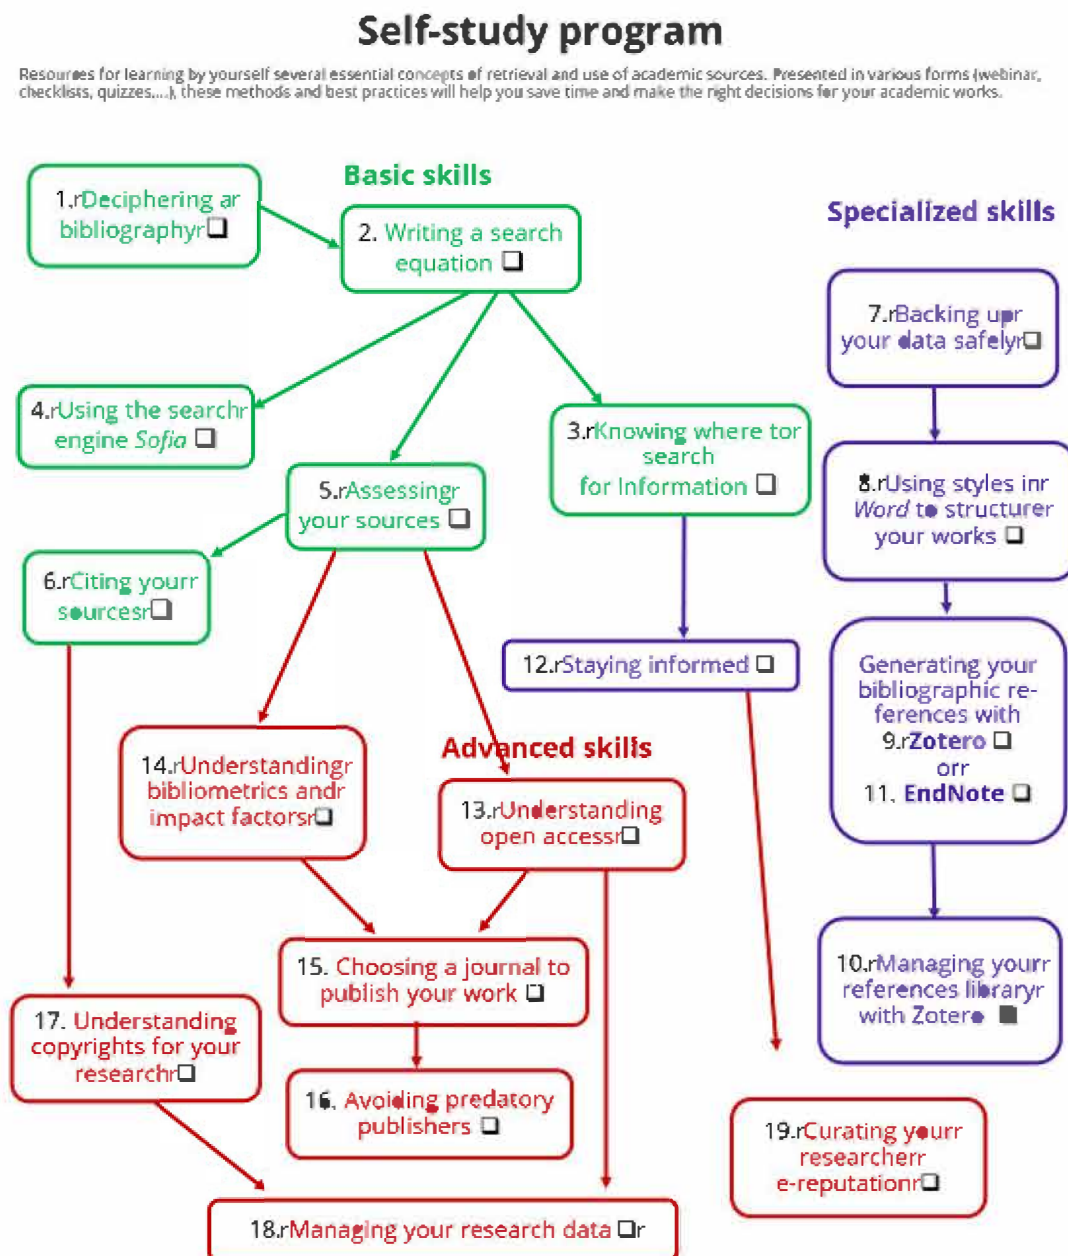 Self-study program
Resources for learning by yourself several essential concepts of retrieval and use of academic sources. Presented in various forms (webinar,
checklists, quizzes,...), these methods and best practices will help you save time and make the right decisions for your academic works.
Basic skills
1.rDeciphering ar
bibliographyr❑
2. Writing a search
equation ❑
Specialized skills
7.rBacking upr
your data safelyr❑
4.rUsing the searchr
engine Sofia ❑
3.rKnowing where tor
search
for Information ❑
5.rAssessingr
your sources ❑
8.rUsing styles inr
Word to structurer
your works ❑
6.rCiting yourr
sourcesr❑
12.rStaying informed ❑
Generating your
bibliographic re-
ferences with
9.rZotero ❑
orr
11. EndNote ❑
Advanced skills
14.rUnderstandingr
bibliometrics andr
impact factorsr❑
13.rUnderstanding
open accessr❑
15. Choosing a journal to
publish your work ❑
10.rManaging yourr
references libraryr
with Zotero ■
17. Understanding
copyrights for your
researchr❑
16. Avoiding predatory
publishers ❑
19.rCurating yourr
researcherr
e-reputationr❑
18.rManaging your research data ❑r